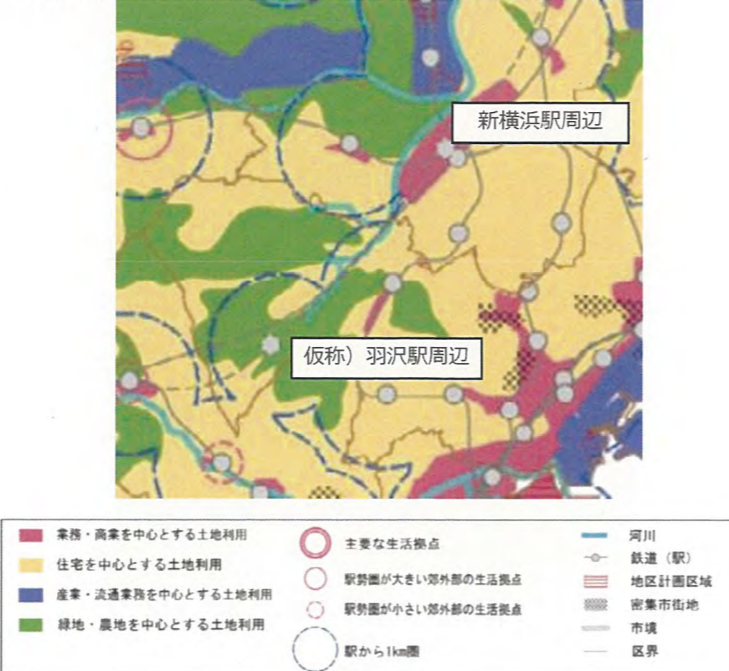 新横浜駅周辺
仮称）羽沢駅周辺
業務・商業を中心とする土地利用
住宅を中心とする土地利用
産業・流通業務を中心とする土地利用
緑地・農地を中心とする土地利用
主要な生活拠点
駅勢圏が大きい郊外部の生活拠点
駅勢圏が小さい郊外部の生活拠点
駅から1km圏
河川
鉄道（駅）
地区計画区域
密集市街地
市境
区界